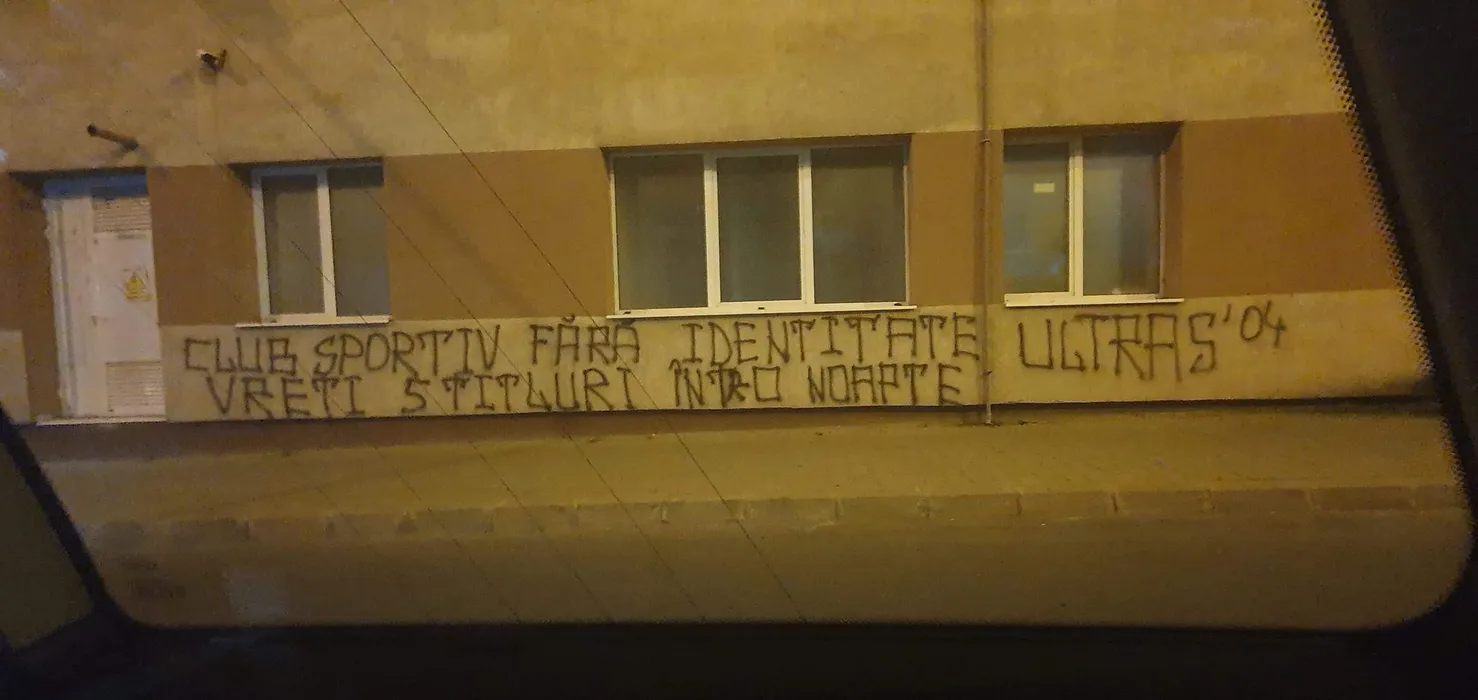 CLUB SPORTIV FĂRĂ IDENTITATE ULTRAS'04
VREȚI 5 TITLURI ÎNTR-O NOAPTE